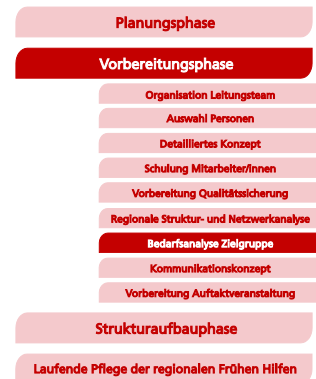 Planungsphase
Vorbereitungsphase
Organisation Leitungsteam
Auswahl Personen
Detailliertes Konzept
Schulung Mitarbeiter/innen
Vorbereitung Qualitätssicherung
Regionale Struktur- und Netzwerkanalyse
Bedarfsanalyse Zielgruppe
Kommunikationskonzept
Vorbereitung Auftaktveranstaltung
Strukturaufbauphase
Laufende Pflege der regionalen Frühen Hilfen